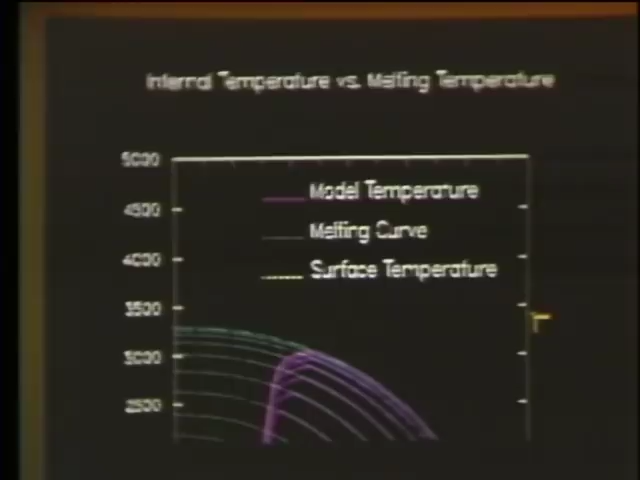 Internal Temperature vs. Melting Temperature
5000
Model Temperature
4500
Melting Curve
4000
Surface Temperature
3500
3000
2500